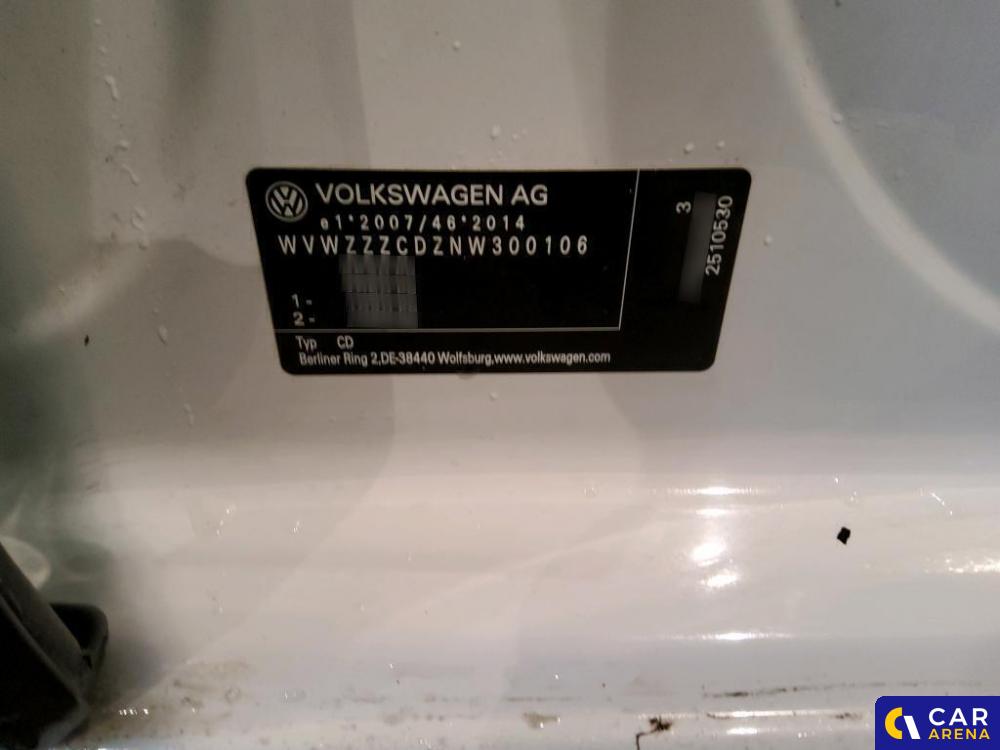 VOLKSWAGEN AG
e1*2007/46*2014
WVWZZZCDZNW300106
1-
2-
Typ CD
Berliner Ring 2,DE-38440 Wolfsburg,www.volkswagen.com
3
2510530
CAR
ARENA